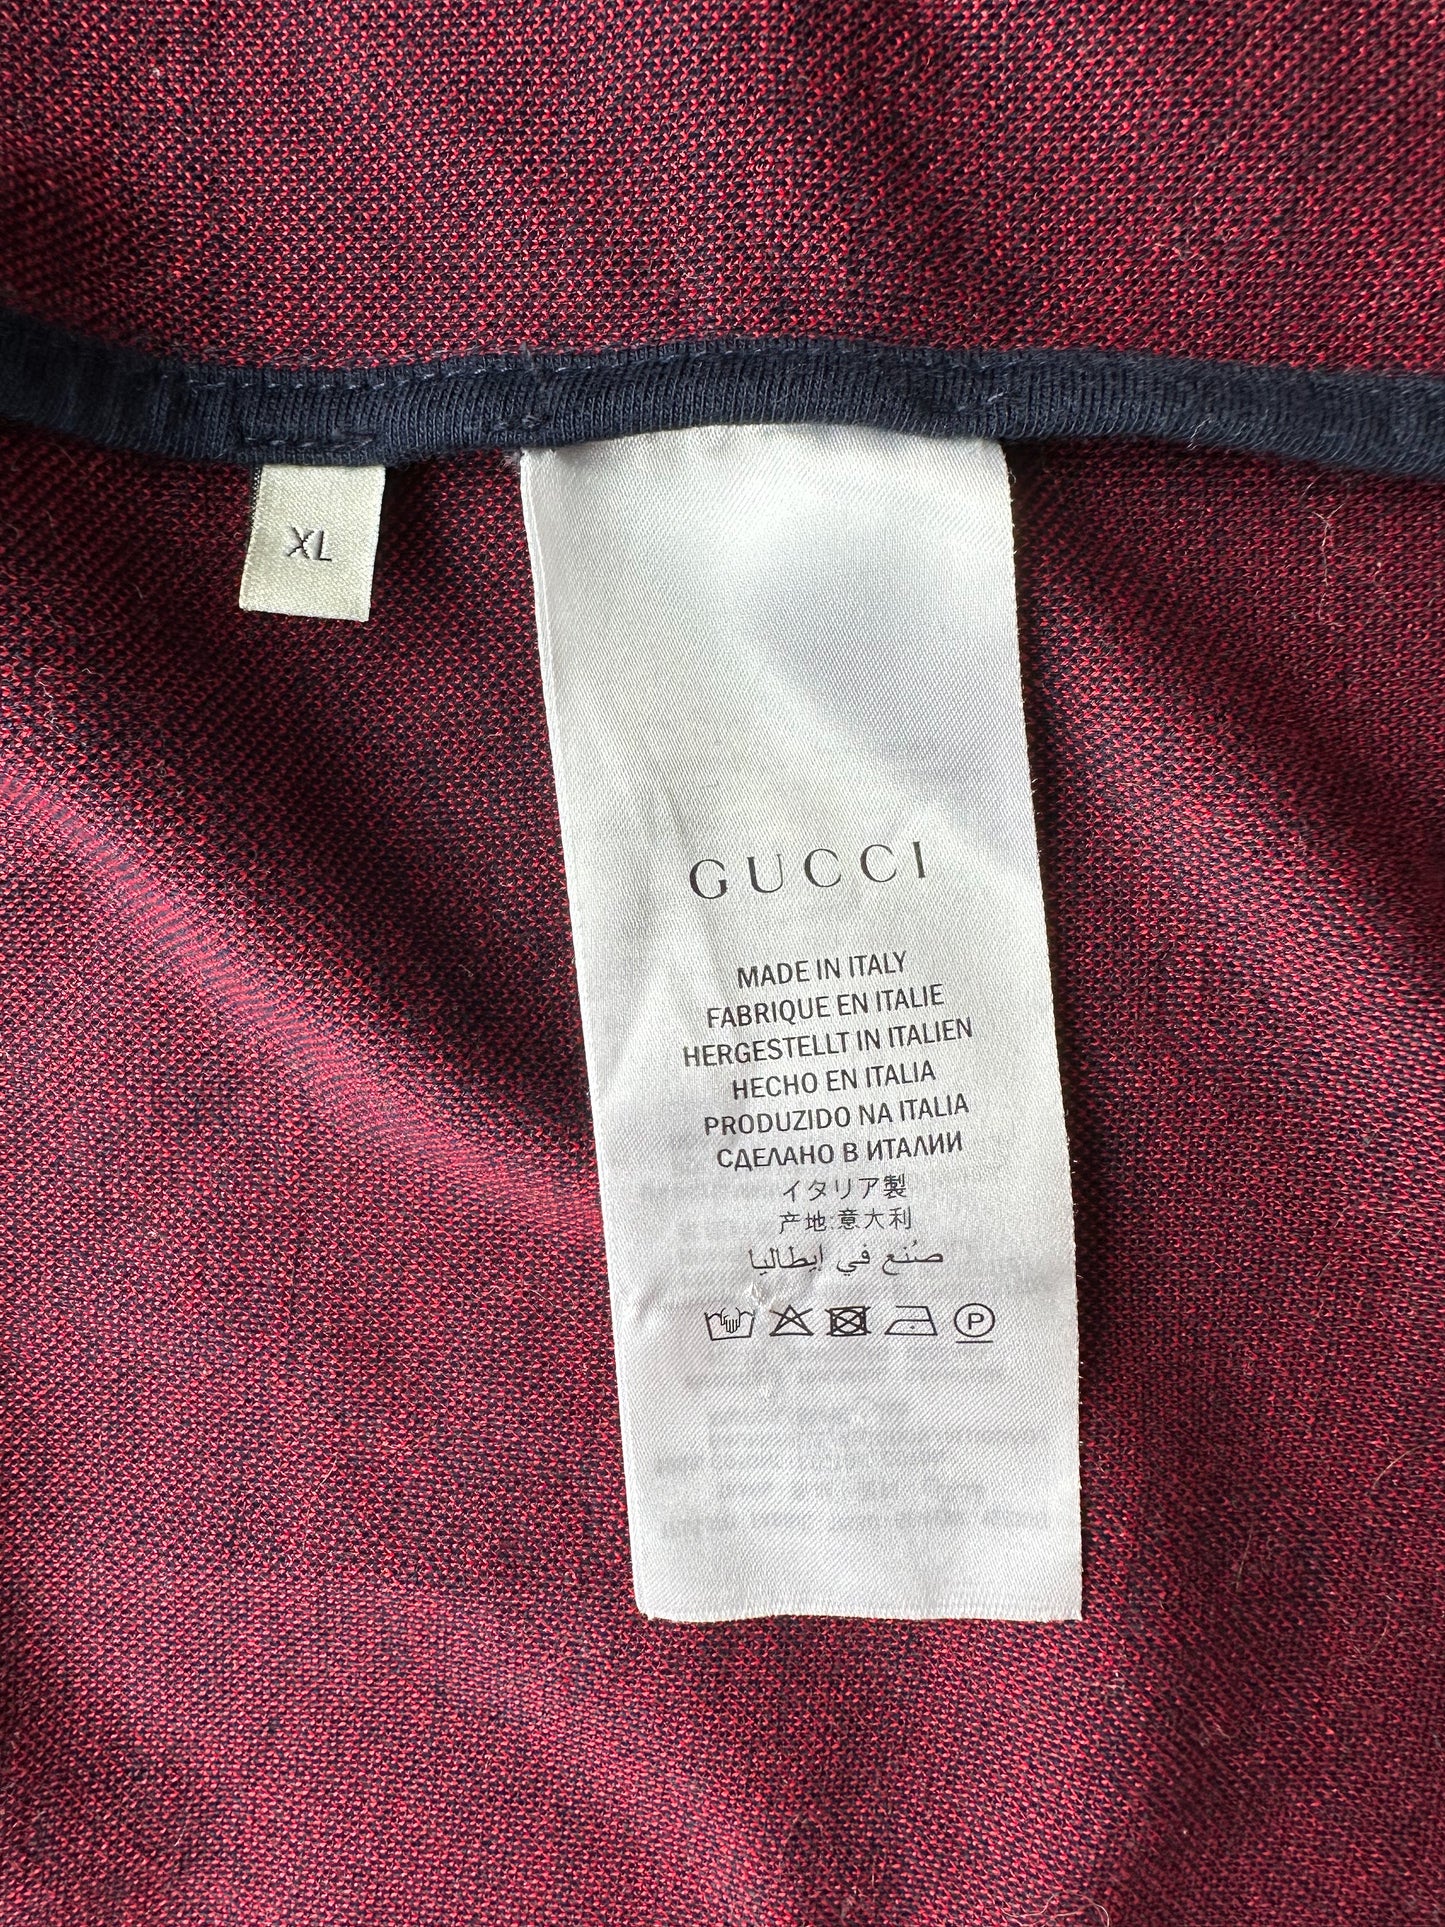 XL
GUCCI
MADE IN ITALY
FABRIQUE EN ITALIE
HERGESTELLT IN ITALIEN
HECHO EN ITALIA
PRODUZIDO NA ITALIA
СДЕЛАНО В ИТАЛИИ
イタリア製
产地:意大利
صُنع في ايطاليا
P